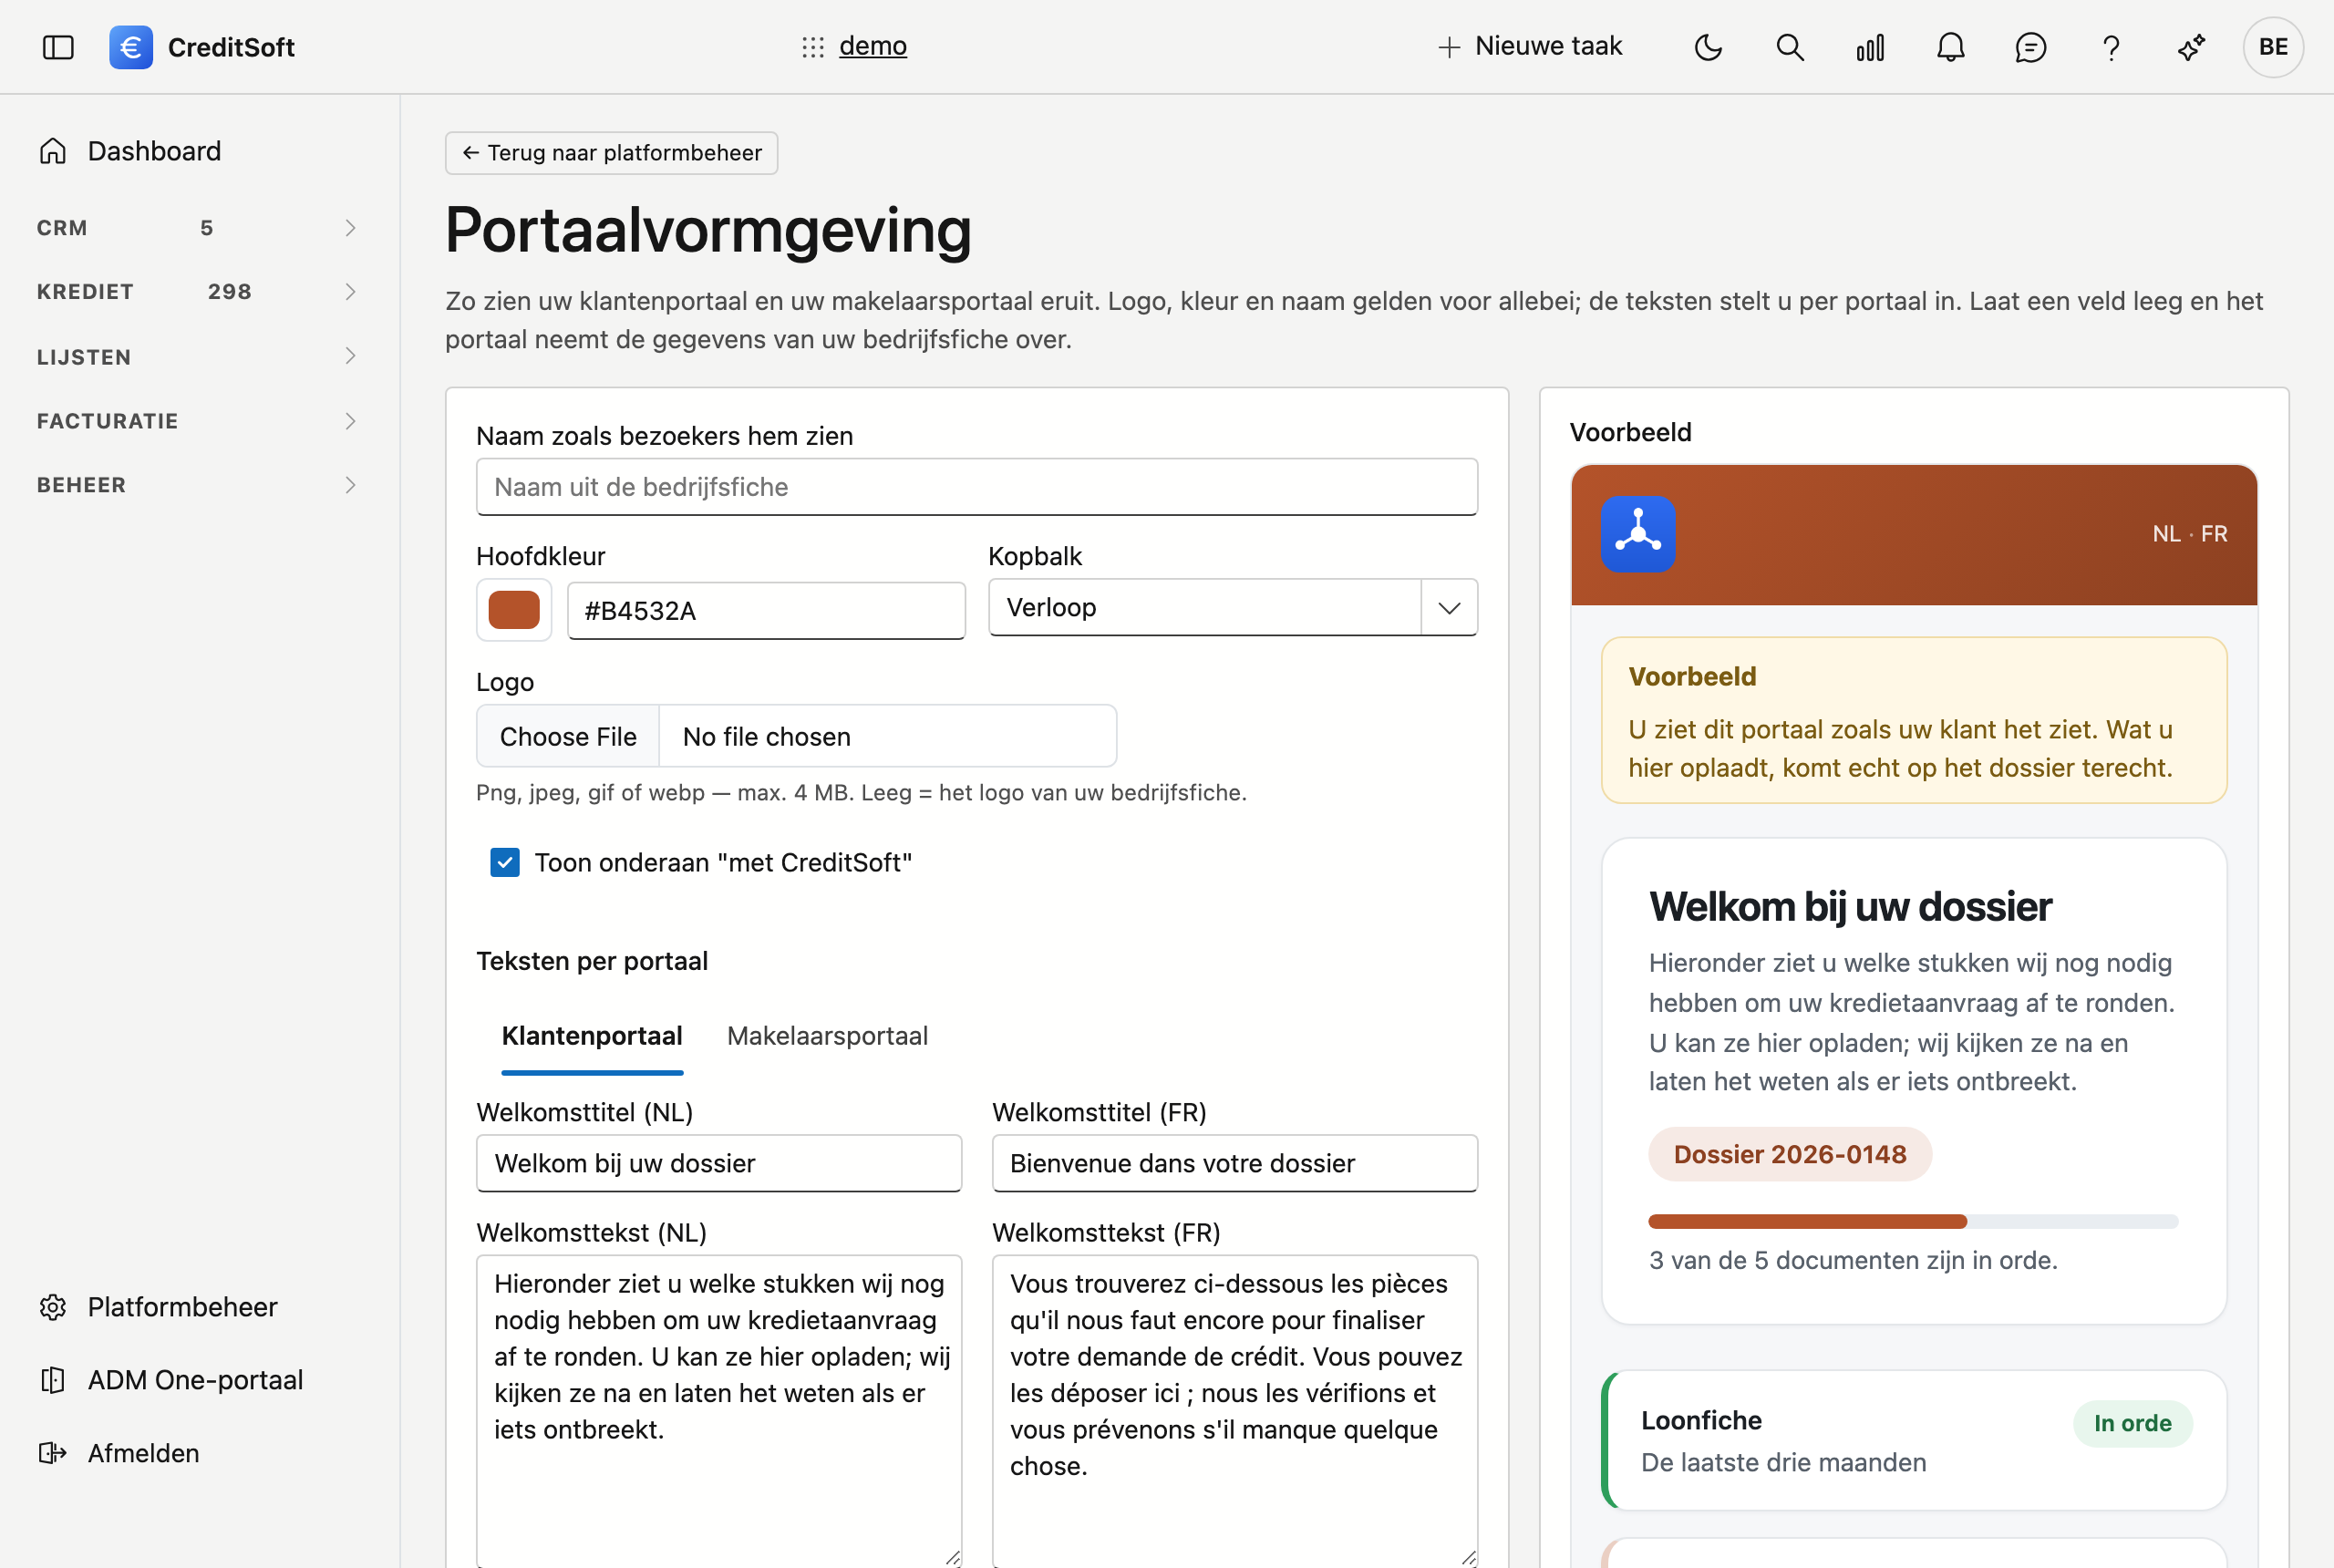 CreditSoft
demo
Nieuwe taak
BE
Dashboard
CRM 5
KREDIET 298
LIJSTEN
FACTURATIE
BEHEER
Platformbeheer
ADM One-portaal
Afmelden
← Terug naar platformbeheer
Portaalvormgeving
Zo zien uw klantenportaal en uw makelaarsportaal eruit. Logo, kleur en naam gelden voor allebei; de teksten stelt u per portaal in. Laat een veld leeg en het
portaal neemt de gegevens van uw bedrijfsfiche over.
Naam zoals bezoekers hem zien
Naam uit de bedrijfsfiche
Hoofdkleur
#B4532A
Kopbalk
Verloop
Logo
Choose File No file chosen
Png, jpeg, gif of webp — max. 4 MB. Leeg = het logo van uw bedrijfsfiche.
Toon onderaan "met CreditSoft"
Teksten per portaal
Klantenportaal Makelaarsportaal
Welkomsttitel (NL)
Welkom bij uw dossier
Welkomsttitel (FR)
Bienvenue dans votre dossier
Welkomsttekst (NL)
Hieronder ziet u welke stukken wij nog
nodig hebben om uw kredietaanvraag
af te ronden. U kan ze hier opladen; wij
kijken ze na en laten het weten als er
iets ontbreekt.
Welkomsttekst (FR)
Vous trouverez ci-dessous les pièces
qu'il nous faut encore pour finaliser
votre demande de crédit. Vous pouvez
les déposer ici ; nous les vérifions et
vous prévenons s'il manque quelque
chose.
Voorbeeld
NL · FR
Voorbeeld
U ziet dit portaal zoals uw klant het ziet. Wat u
hier oplaadt, komt echt op het dossier terecht.
Welkom bij uw dossier
Hieronder ziet u welke stukken wij nog nodig
hebben om uw kredietaanvraag af te ronden.
U kan ze hier opladen; wij kijken ze na en
laten het weten als er iets ontbreekt.
Dossier 2026-0148
3 van de 5 documenten zijn in orde.
Loonfiche
De laatste drie maanden
In orde